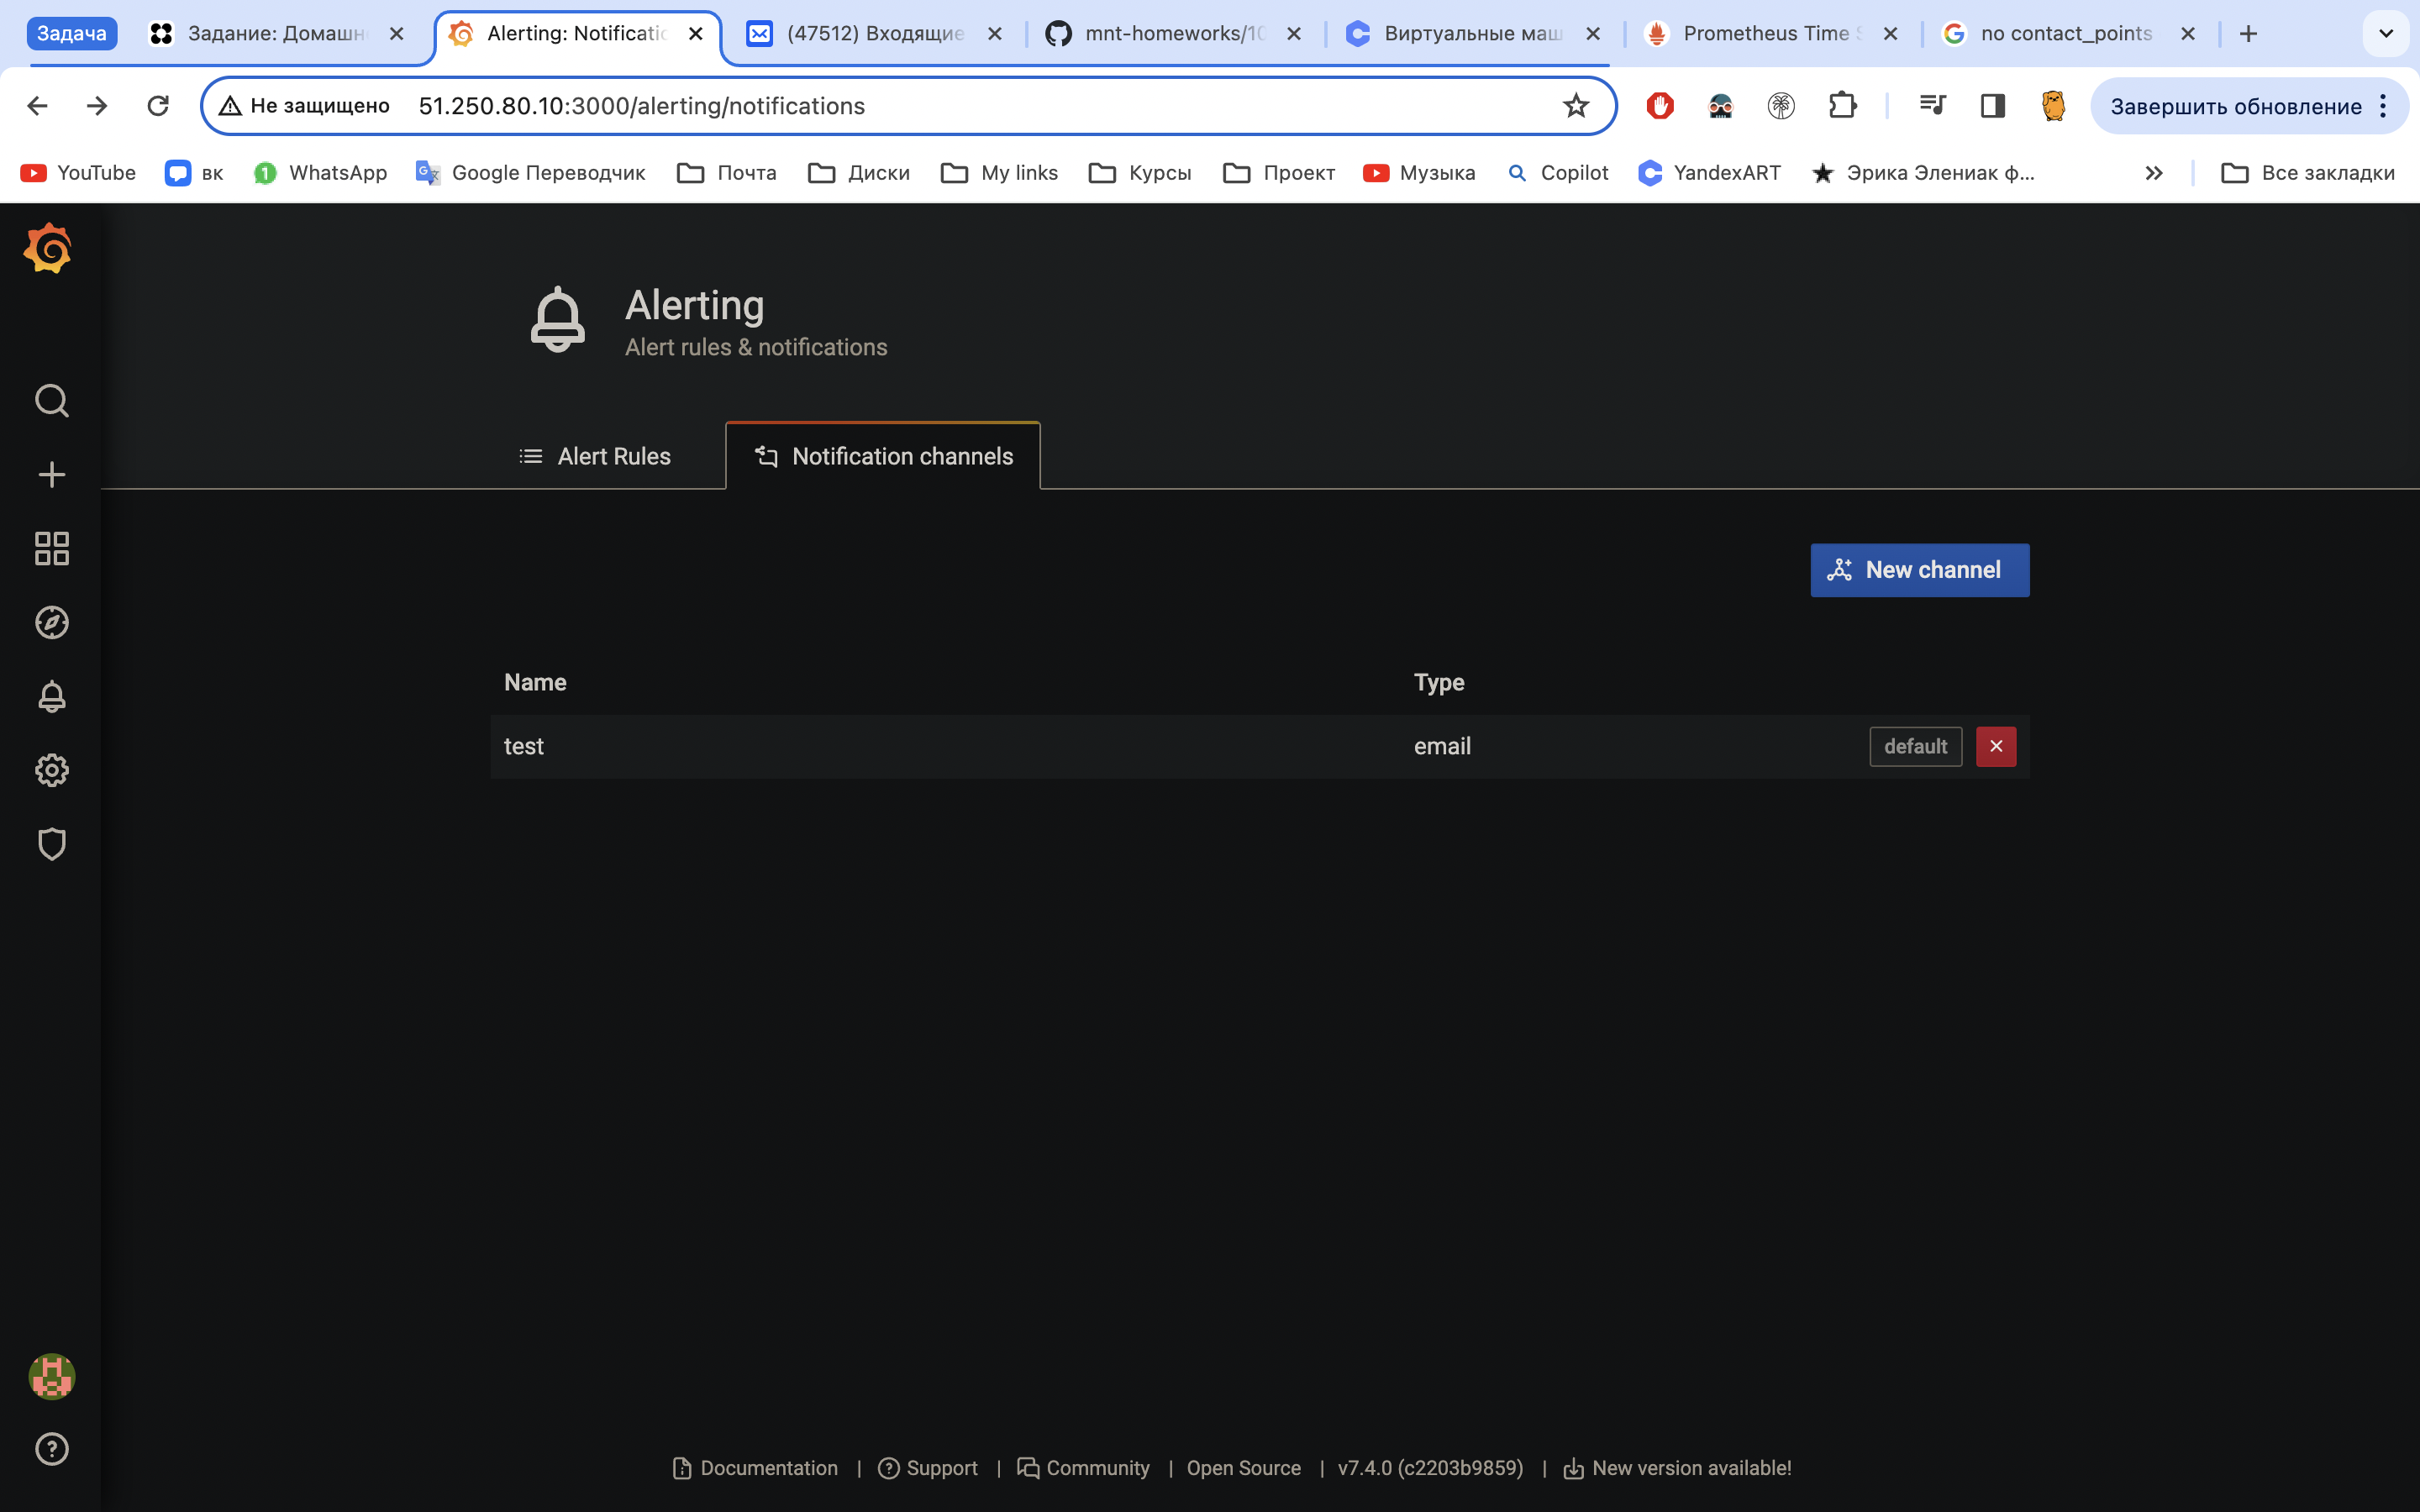 Задача
Задание: Домашн
Alerting: Notificatio
(47512) Входящие
mnt-homeworks/10
Виртуальные маш
Prometheus Time S
no contact_points
Не защищено
51.250.80.10:3000/alerting/notifications
Завершить обновление
YouTube
вк
1
WhatsApp
Google Переводчик
Почта
Диски
My links
Курсы
Проект
Музыка
Copilot
YandexART
Эрика Элениак ф...
Все закладки
Alerting
Alert rules & notifications
Alert Rules
Notification channels
New channel
Name
Type
test
email
default
Documentation | Support | Community | Open Source | v7.4.0 (c2203b9859) | New version available!